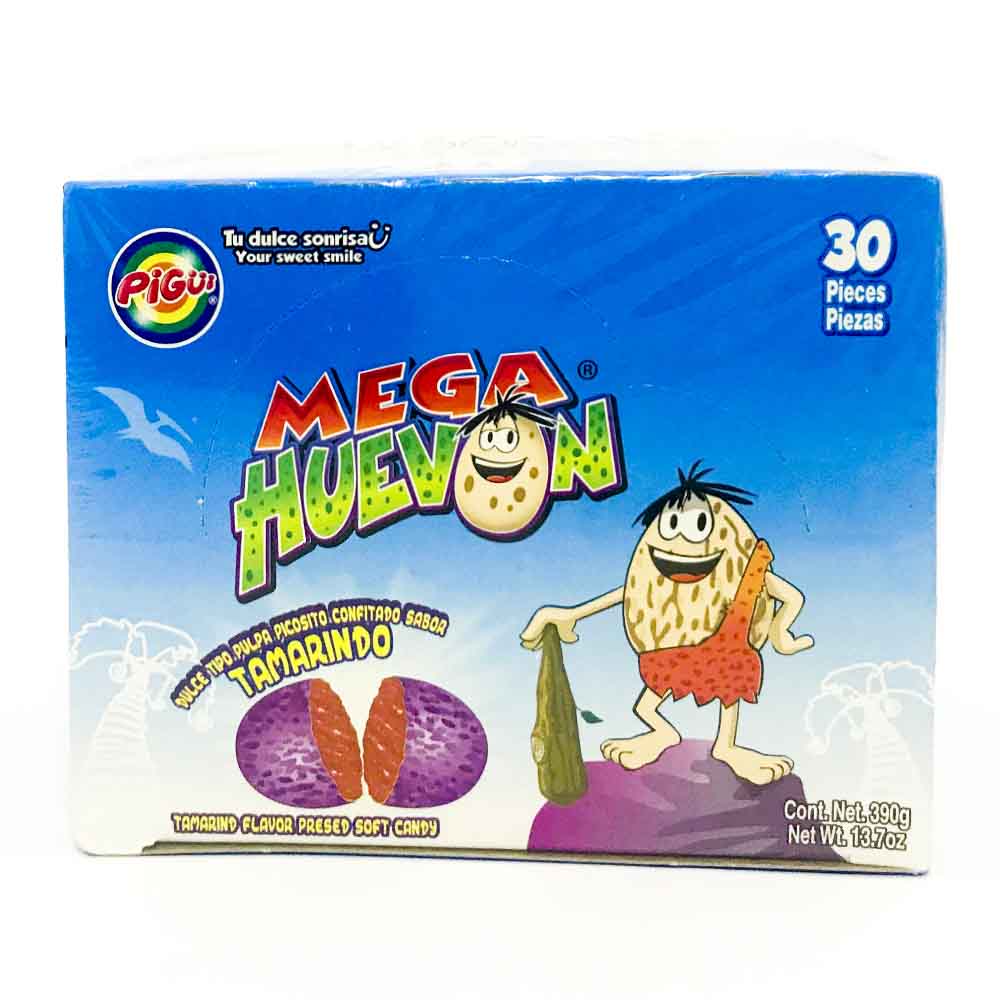 PiGüi®
Tu dulce sonrisa
Your sweet smile
30
Pieces
Piezas
MEGA®
HUEVON
DULCE TIPO PULPA PICOSITO CONFITADO SABOR
TAMARINDO
TAMARIND FLAVOR PRESED SOFT CANDY
Cont. Net. 390g
Net Wt. 13.7oz